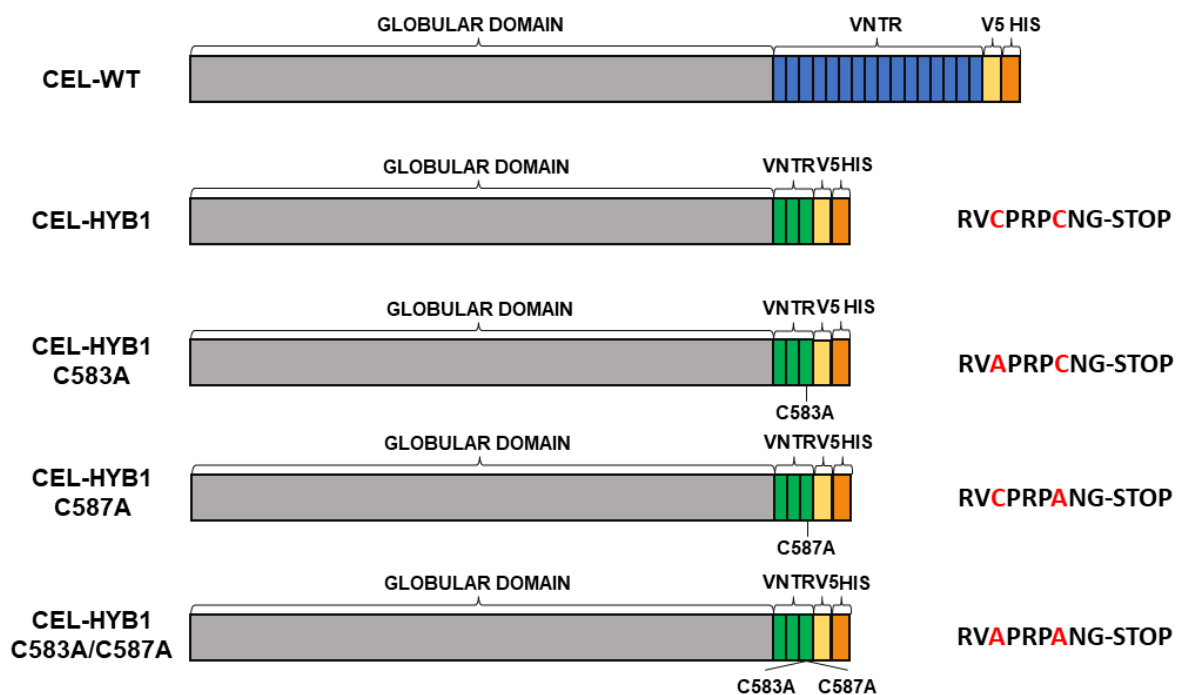 GLOBULAR DOMAIN VNTR V5 HIS
CEL-WT
GLOBULAR DOMAIN VNTR V5 HIS
CEL-HYB1 RVCPRPCNG-STOP
GLOBULAR DOMAIN VNTR V5 HIS
CEL-HYB1
C583A RVAPRPCNG-STOP
C583A
GLOBULAR DOMAIN VNTR V5 HIS
CEL-HYB1
C587A RVCPRPANG-STOP
C587A
GLOBULAR DOMAIN VNTR V5 HIS
CEL-HYB1
C583A/C587A RVAPRPANG-STOP
C583A C587A